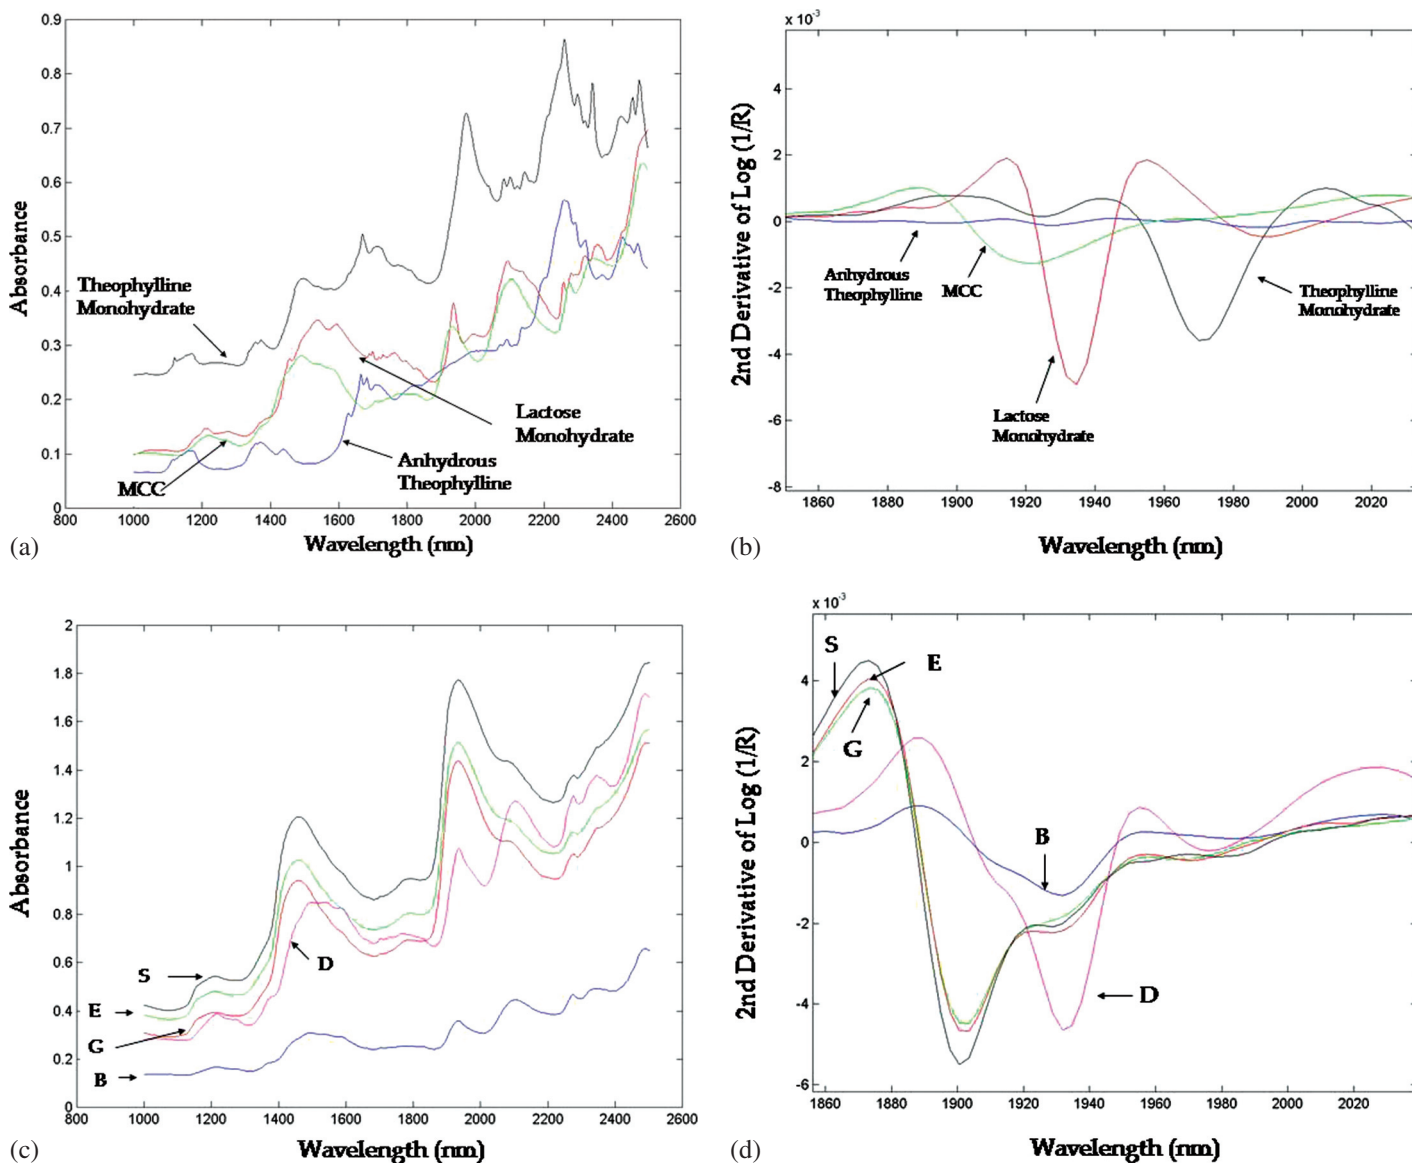 0.9
0.8
0.7
0.6
0.5
0.4
0.3
0.2
0.1
0
Absorbance
Theophylline
Monohydrate
Lactose
Monohydrate
MCC
Anhydrous
Theophylline
800 1000 1200 1400 1600 1800 2000 2200 2400 2600
Wavelength (nm)
(a)
x 10⁻³
4
2
0
-2
-4
-6
-8
2nd Derivative of Log (1/R)
Anhydrous
Theophylline
MCC
Theophylline
Monohydrate
Lactose
Monohydrate
1860 1880 1900 1920 1940 1960 1980 2000 2020
Wavelength (nm)
(b)
2
1.8
1.6
1.4
1.2
1
0.8
0.6
0.4
0.2
0
Absorbance
S
D
E
G
B
800 1000 1200 1400 1600 1800 2000 2200 2400 2600
Wavelength (nm)
(c)
x 10⁻³
4
2
0
-2
-4
-6
2nd Derivative of Log (1/R)
S
E
G
B
D
1860 1880 1900 1920 1940 1960 1980 2000 2020
Wavelength (nm)
(d)